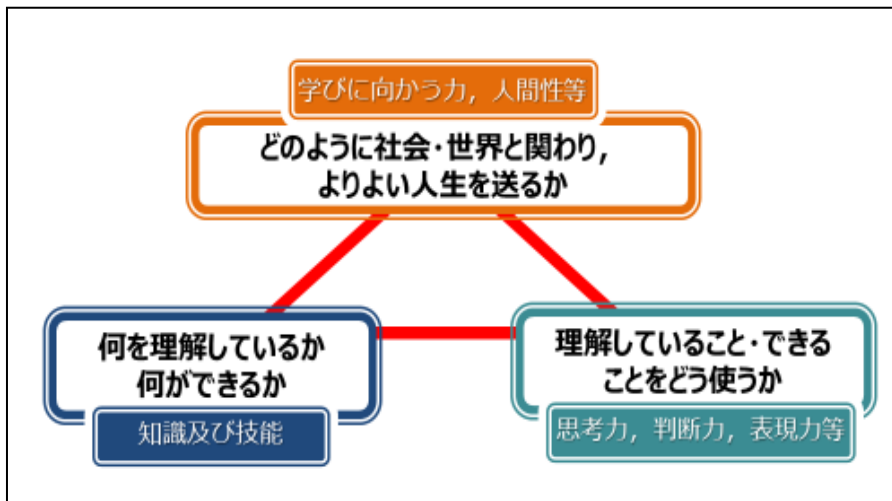 学びに向かう力，人間性等
どのように社会・世界と関わり，
よりよい人生を送るか
何を理解しているか
何ができるか
知識及び技能
理解していること・できる
ことをどう使うか
思考力，判断力，表現力等